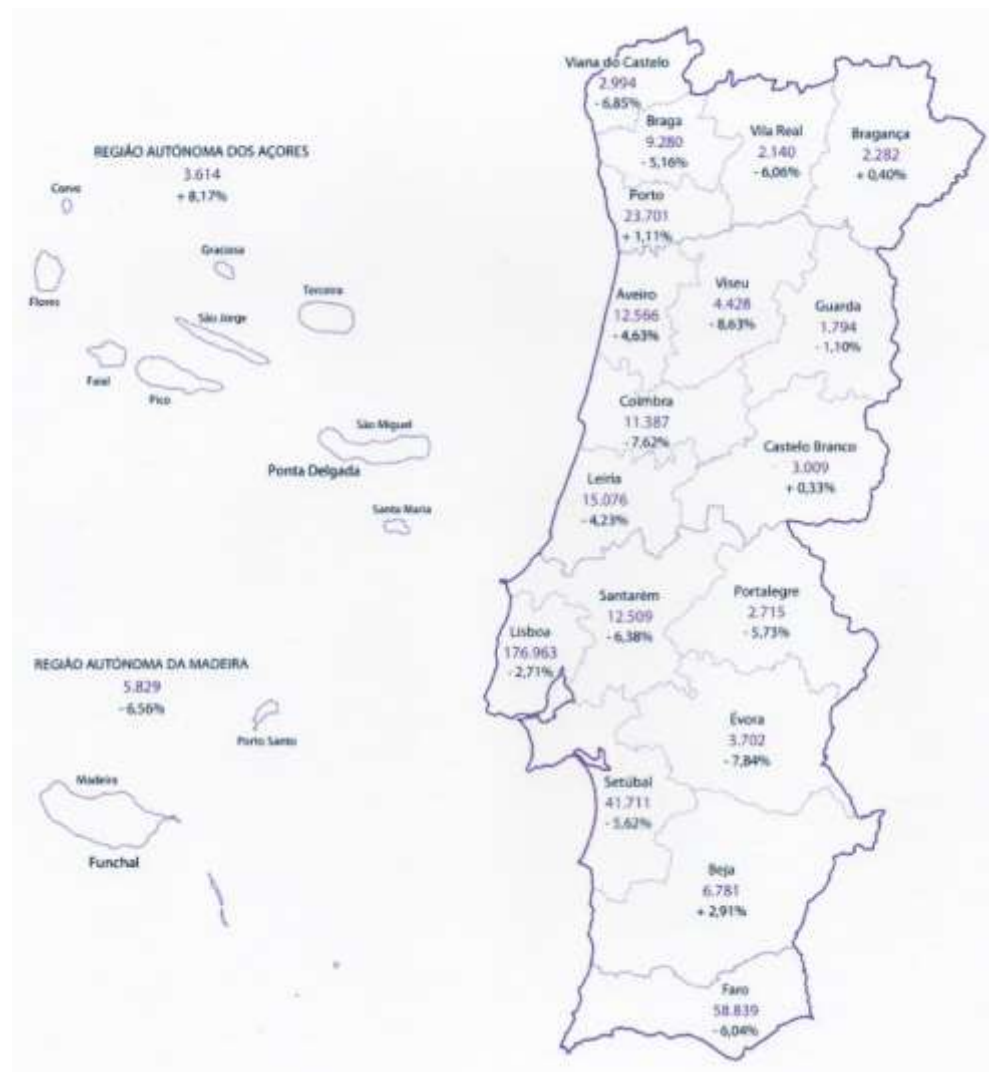 Viana do Castelo
2.994
- 6,85%
Braga
9.280
- 5,16%
Vila Real
2.140
- 6,06%
Bragança
2.282
+ 0,40%
Porto
23.701
+ 1,11%
Aveiro
12.566
- 4,63%
Viseu
4.428
- 8,63%
Guarda
1.794
- 1,10%
Coimbra
11.387
- 7,62%
Castelo Branco
3.009
+ 0,33%
Leiria
15.076
- 4,23%
Santarém
12.509
- 6,38%
Portalegre
2.715
- 5,73%
Lisboa
176.963
- 2,71%
Évora
3.702
- 7,84%
Setúbal
41.711
- 5,62%
Beja
6.781
+ 2,91%
Faro
58.839
- 6,04%
REGIÃO AUTÓNOMA DOS AÇORES
3.614
+ 8,17%
Corvo
Flores
Graciosa
Terceira
São Jorge
Faial
Pico
São Miguel
Ponta Delgada
Santa Maria
REGIÃO AUTÓNOMA DA MADEIRA
5.829
- 6,56%
Porto Santo
Madeira
Funchal